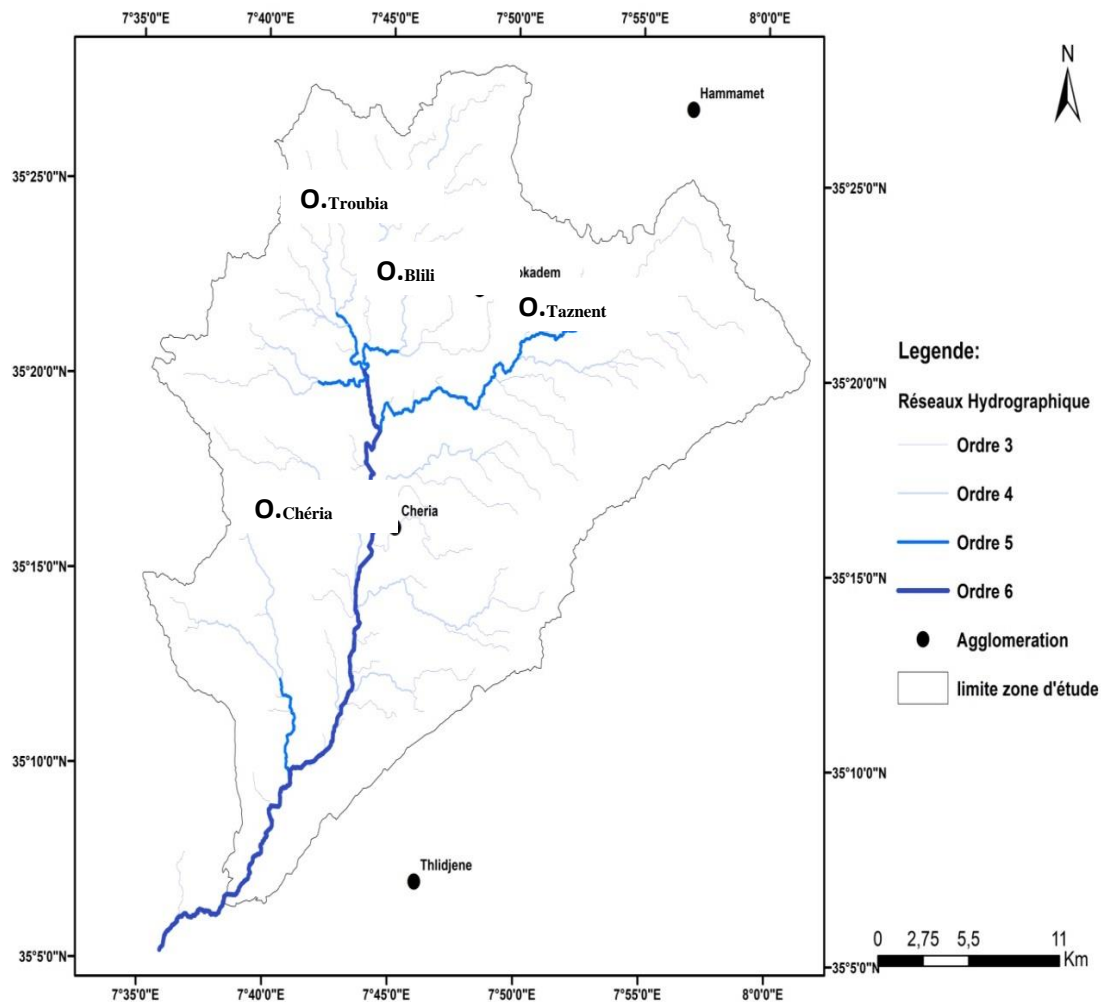 7°35'0"E 7°40'0"E 7°45'0"E 7°50'0"E 7°55'0"E 8°0'0"E
N
Hammamet
35°25'0"N 35°25'0"N
O.Troubia
O.Blili
okadem
O.Taznent
35°20'0"N 35°20'0"N
O.Chéria
Cheria
35°15'0"N 35°15'0"N
35°10'0"N 35°10'0"N
Thlidjene
35°5'0"N 35°5'0"N
7°35'0"E 7°40'0"E 7°45'0"E 7°50'0"E 7°55'0"E 8°0'0"E
Legende:
Réseaux Hydrographique
Ordre 3
Ordre 4
Ordre 5
Ordre 6
Agglomeration
limite zone d'étude
0 2,75 5,5 11
Km